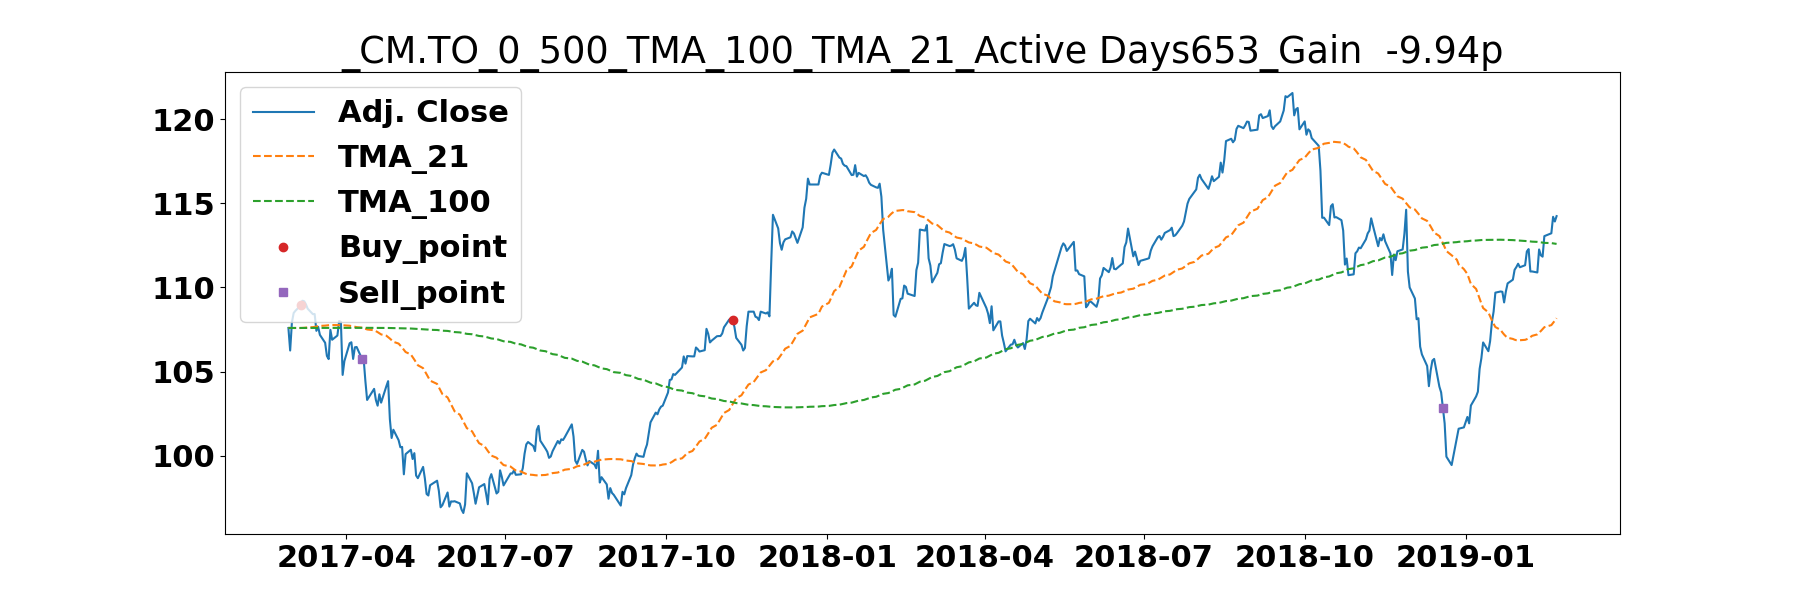 _CM.TO_0_500_TMA_100_TMA_21_Active Days653_Gain  -9.94p
Adj. Close
TMA_21
TMA_100
Buy_point
Sell_point
120
115
110
105
100
2017-04 2017-07 2017-10 2018-01 2018-04 2018-07 2018-10 2019-01